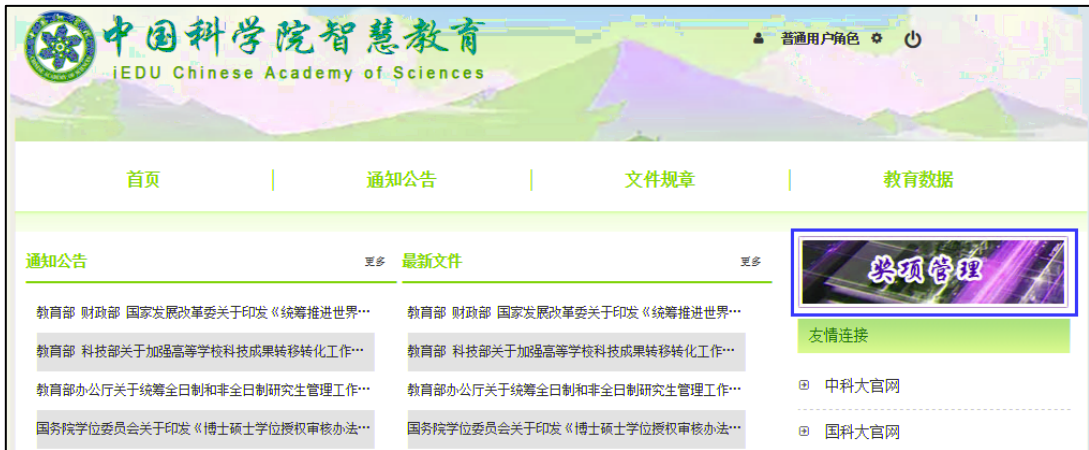 中国科学院智慧教育
iEDU Chinese Academy of Sciences
普通用户角色
首页
通知公告
文件规章
教育数据
通知公告 更多
教育部 财政部 国家发展改革委关于印发《统筹推进世界…
教育部 科技部关于加强高等学校科技成果转移转化工作…
教育部办公厅关于统筹全日制和非全日制研究生管理工作…
国务院学位委员会关于印发《博士硕士学位授权审核办法…
最新文件 更多
教育部 财政部 国家发展改革委关于印发《统筹推进世界…
教育部 科技部关于加强高等学校科技成果转移转化工作…
教育部办公厅关于统筹全日制和非全日制研究生管理工作…
国务院学位委员会关于印发《博士硕士学位授权审核办法…
奖项管理
友情连接
中科大官网
国科大官网